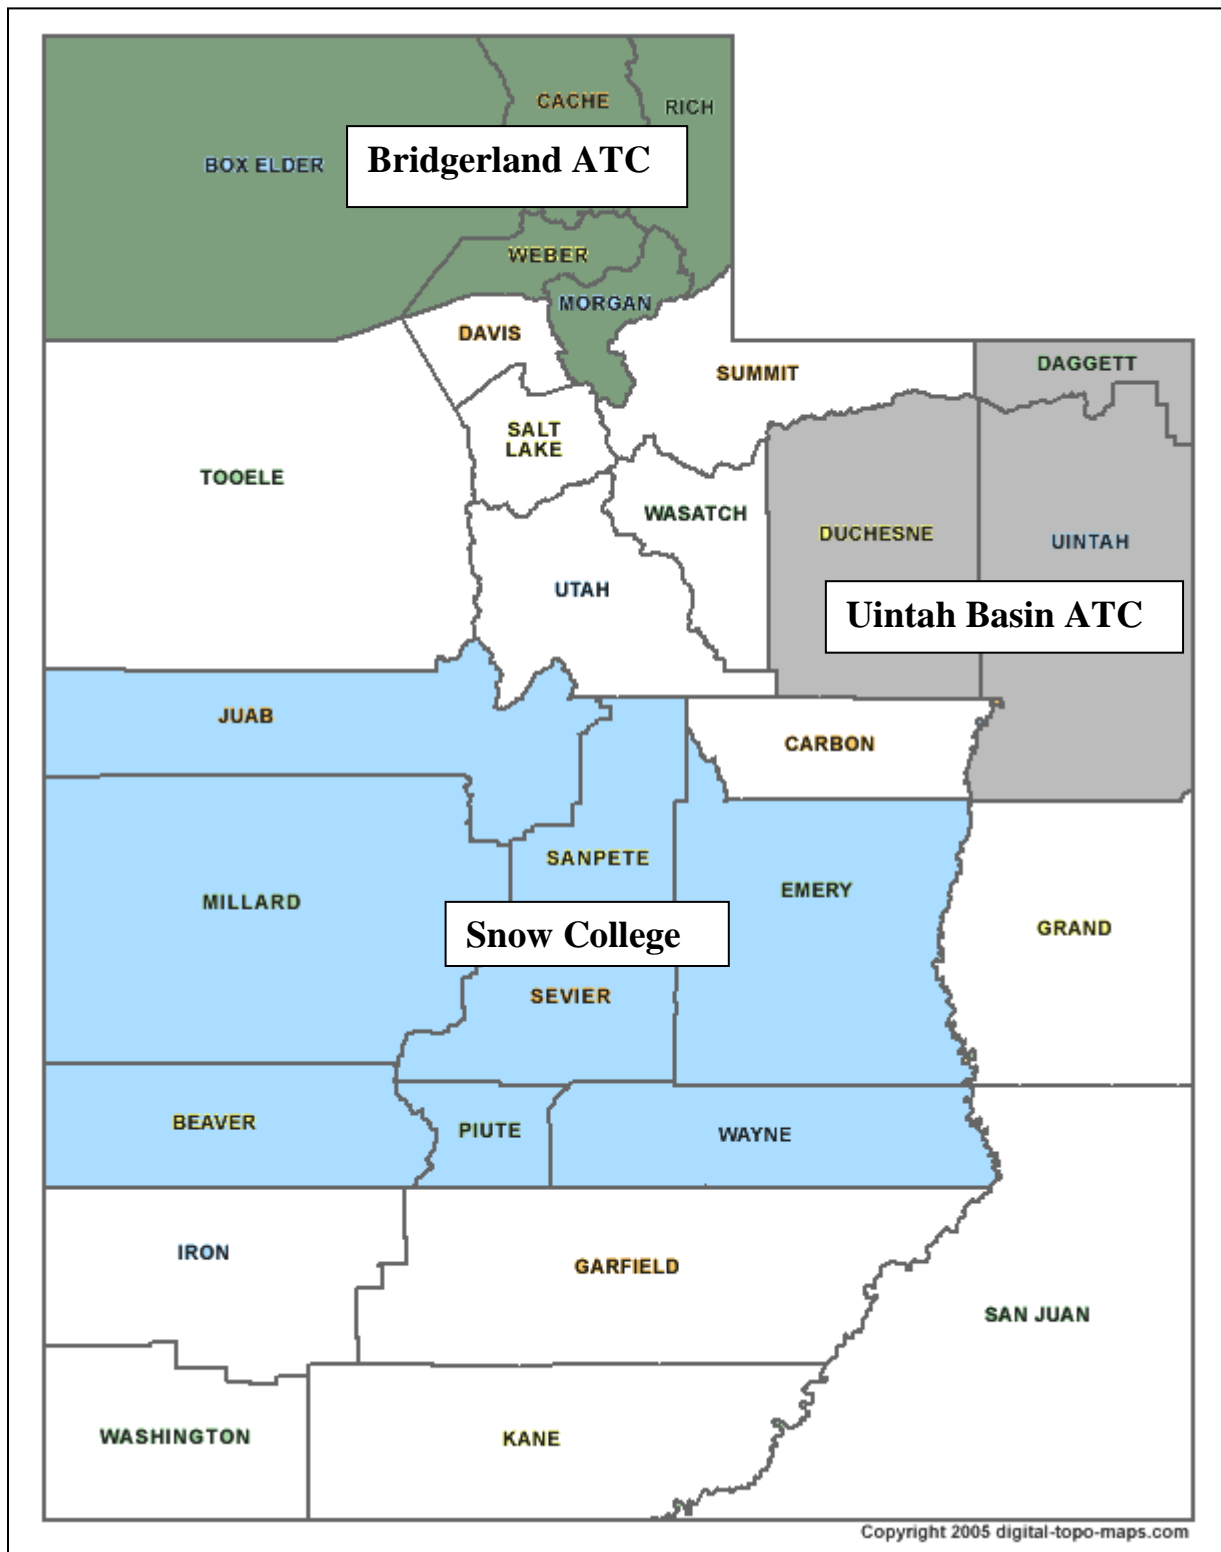 CACHE
RICH
BOX ELDER
Bridgerland ATC
WEBER
MORGAN
DAVIS
SUMMIT
DAGGETT
SALT
LAKE
TOOELE
WASATCH
DUCHESNE
UINTAH
UTAH
Uintah Basin ATC
JUAB
CARBON
SANPETE
EMERY
MILLARD
GRAND
Snow College
SEVIER
BEAVER
PIUTE
WAYNE
IRON
GARFIELD
SAN JUAN
WASHINGTON
KANE
Copyright 2005 digital-topo-maps.com